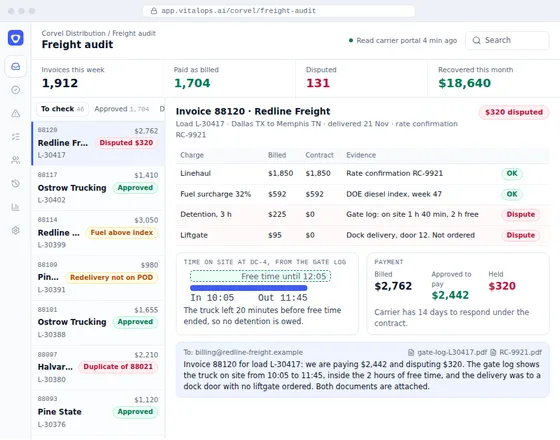 app.vitalops.ai/corvel/freight-audit
Corvel Distribution / Freight audit
Freight audit
Read carrier portal 4 min ago
Search
Invoices this week
1,912
Paid as billed
1,704
Disputed
131
Recovered this month
$18,640
To check 46 Approved 1,704 D
88120 $2,762
Redline Fr... Disputed $320
L-30417
88117 $1,410
Ostrow Trucking Approved
L-30402
88114 $3,050
Redline ... Fuel above index
L-30399
88109 $980
Pin... Redelivery not on POD
L-30391
88101 $1,655
Ostrow Trucking Approved
L-30388
88097 $2,210
Halvar... Duplicate of 88021
L-30380
88093 $1,120
Pine State Approved
L-30376
Invoice 88120 · Redline Freight
$320 disputed
Load L-30417 · Dallas TX to Memphis TN · delivered 21 Nov · rate confirmation
RC-9921
Charge Billed Contract Evidence
Linehaul $1,850 $1,850 Rate confirmation RC-9921 OK
Fuel surcharge 32% $592 $592 DOE diesel index, week 47 OK
Detention, 3 h $225 $0 Gate log: on site 1 h 40 min, 2 h free Dispute
Liftgate $95 $0 Dock delivery, door 12. Not ordered Dispute
TIME ON SITE AT DC-4, FROM THE GATE LOG
Free time until 12:05
In 10:05 Out 11:45
The truck left 20 minutes before free time
ended, so no detention is owed.
PAYMENT
Billed
$2,762
Approved to
pay
$2,442
Held
$320
Carrier has 14 days to respond under the
contract.
To: billing@redline-freight.example gate-log-L30417.pdf RC-9921.pdf
Invoice 88120 for load L-30417: we are paying $2,442 and disputing $320. The gate log shows
the truck on site from 10:05 to 11:45, inside the 2 hours of free time, and the delivery was to a
dock door with no liftgate ordered. Both documents are attached.